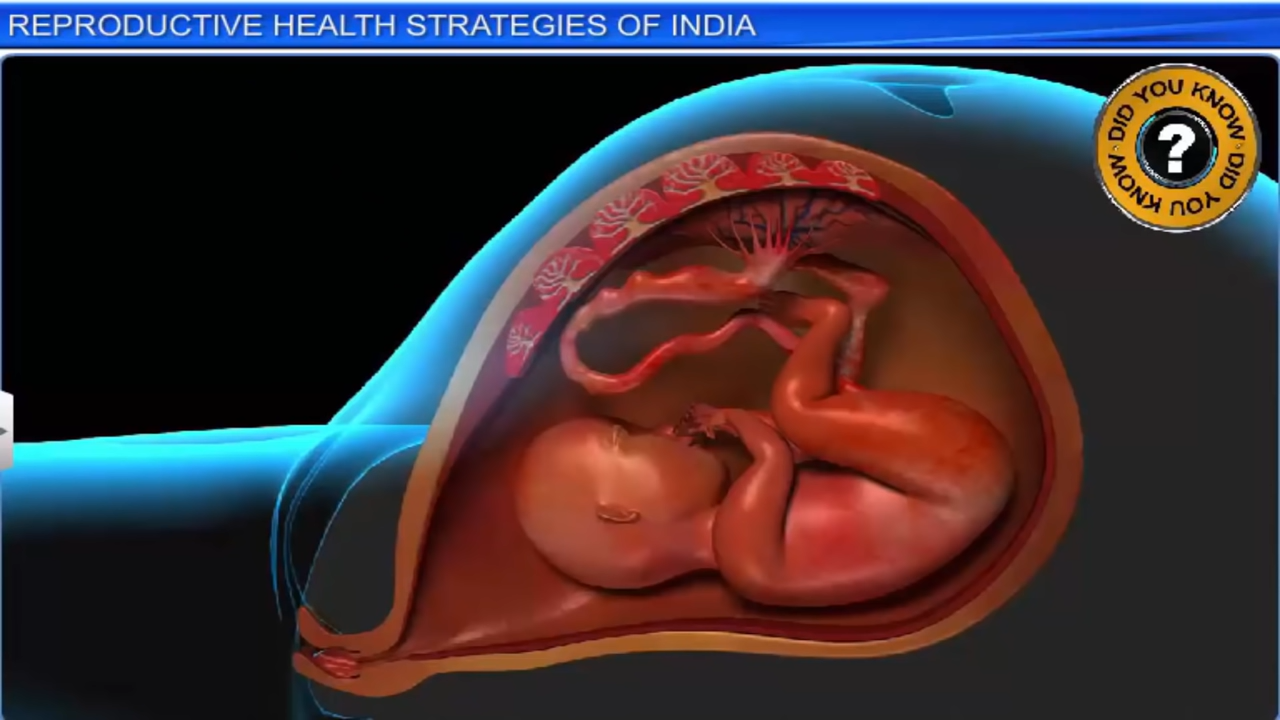 REPRODUCTIVE HEALTH STRATEGIES OF INDIA
DID YOU KNOW
?
DID YOU KNOW